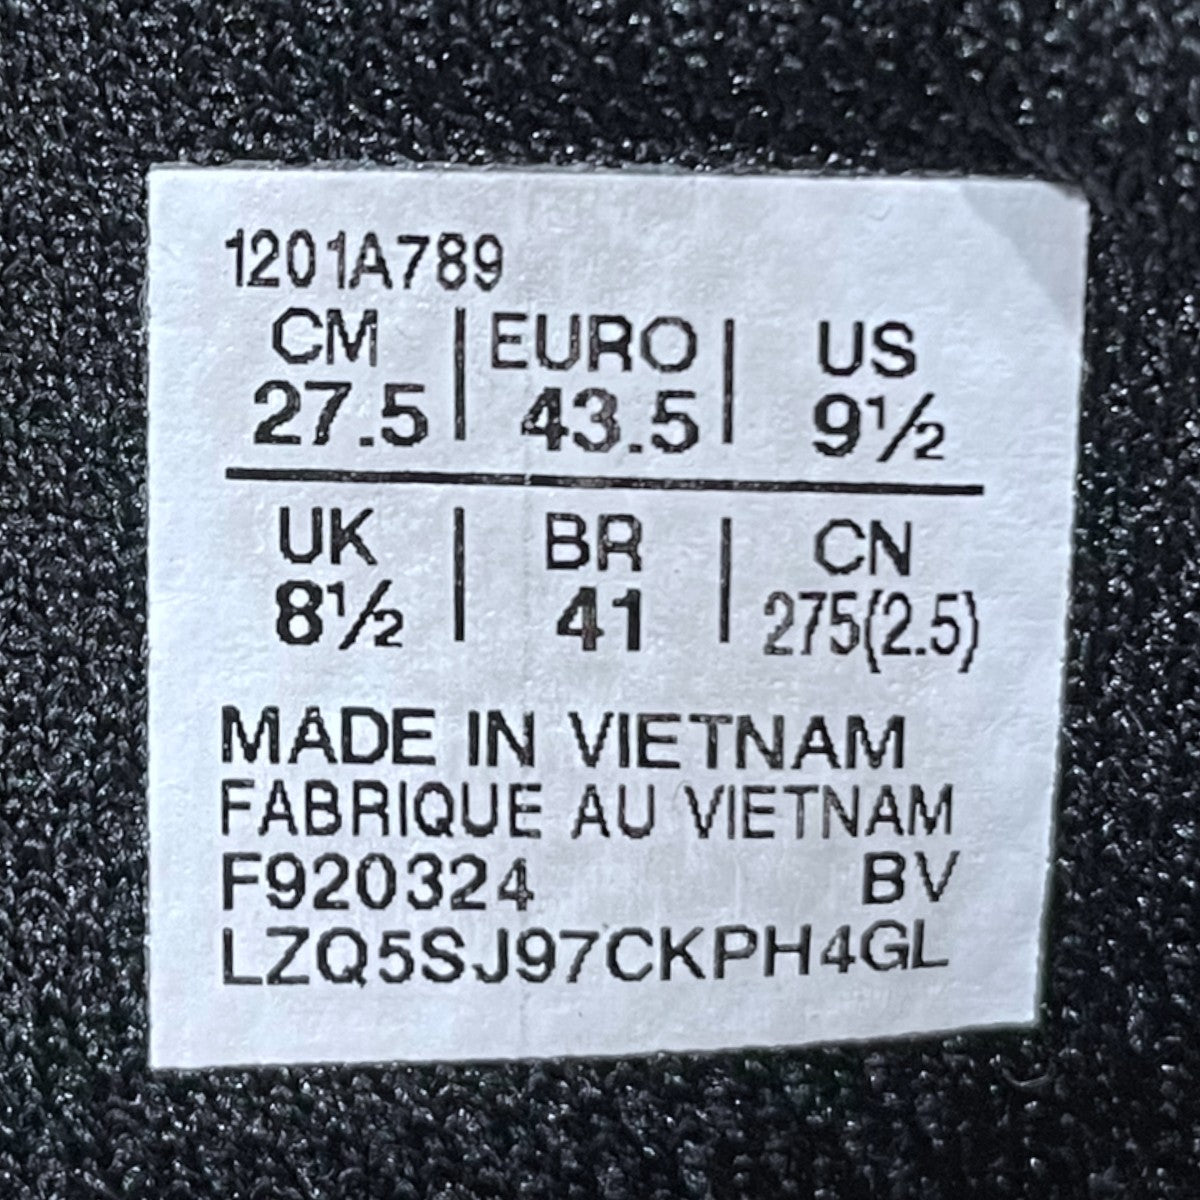 1201A789
CM | EURO | US
27.5 | 43.5 | 9½
UK | BR | CN
8½ | 41 | 275(2.5)
MADE IN VIETNAM
FABRIQUE AU VIETNAM
F920324 BV
LZQ5SJ97CKPH4GL